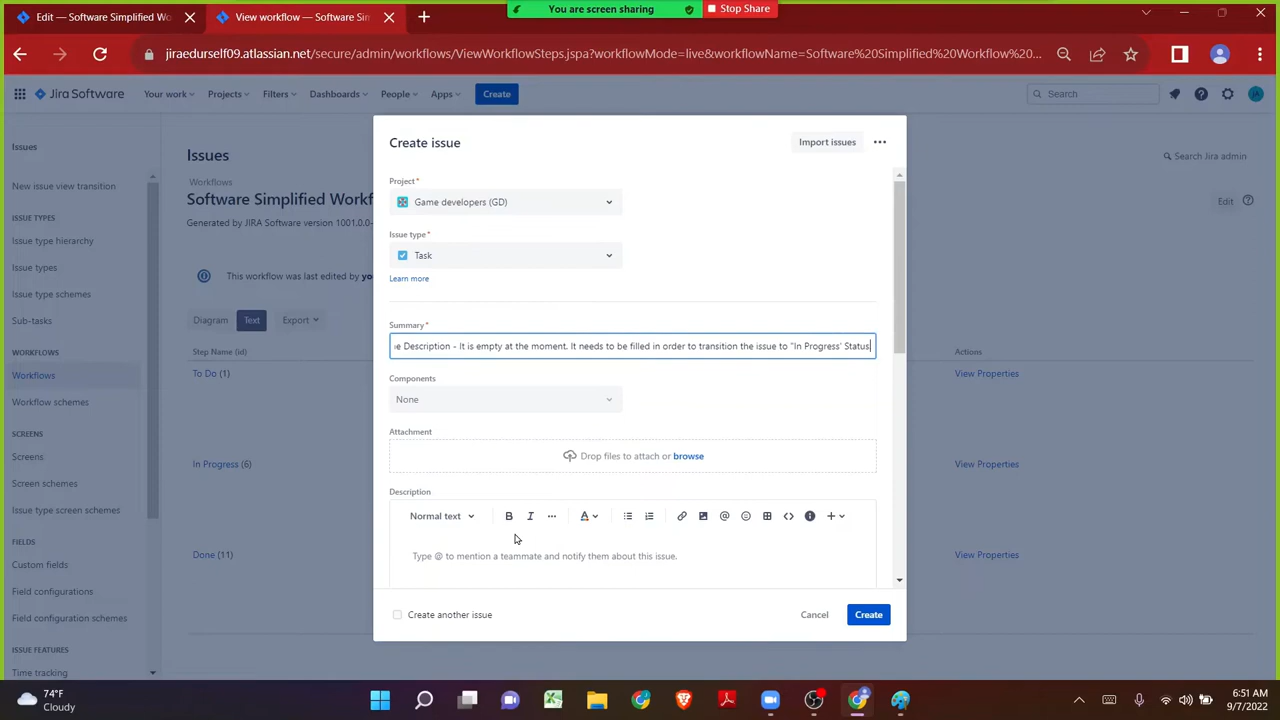 Edit — Software Simplified Wo
View workflow — Software Sim
You are screen sharing
Stop Share
jiraedurself09.atlassian.net/secure/admin/workflows/ViewWorkflowSteps.jspa?workflowMode=live&workflowName=Software%20Simplified%20Workflow%20...
Jira Software
Your work
Projects
Filters
Dashboards
People
Apps
Create
Search
JA
Issues
New issue view transition
ISSUE TYPES
Issue type hierarchy
Issue types
Issue type schemes
Sub-tasks
WORKFLOWS
Workflows
Workflow schemes
SCREENS
Screens
Screen schemes
Issue type screen schemes
FIELDS
Custom fields
Field configurations
Field configuration schemes
ISSUE FEATURES
Time tracking
Issues
Search Jira admin
Workflows
Software Simplified Workf
Edit
Generated by JIRA Software version 1001.0.0-
This workflow was last edited by you
Diagram
Text
Export
Step Name (id)
Actions
To Do (1)
View Properties
In Progress (6)
View Properties
Done (11)
View Properties
Create issue
Import issues
Project*
Game developers (GD)
Issue type*
Task
Learn more
Summary*
e Description - It is empty at the moment. It needs to be filled in order to transition the issue to "In Progress' Status
Components
None
Attachment
Drop files to attach or browse
Description
Normal text
B
I
A
Type @ to mention a teammate and notify them about this issue.
Create another issue
Cancel
Create
74°F
Cloudy
6:51 AM
9/7/2022